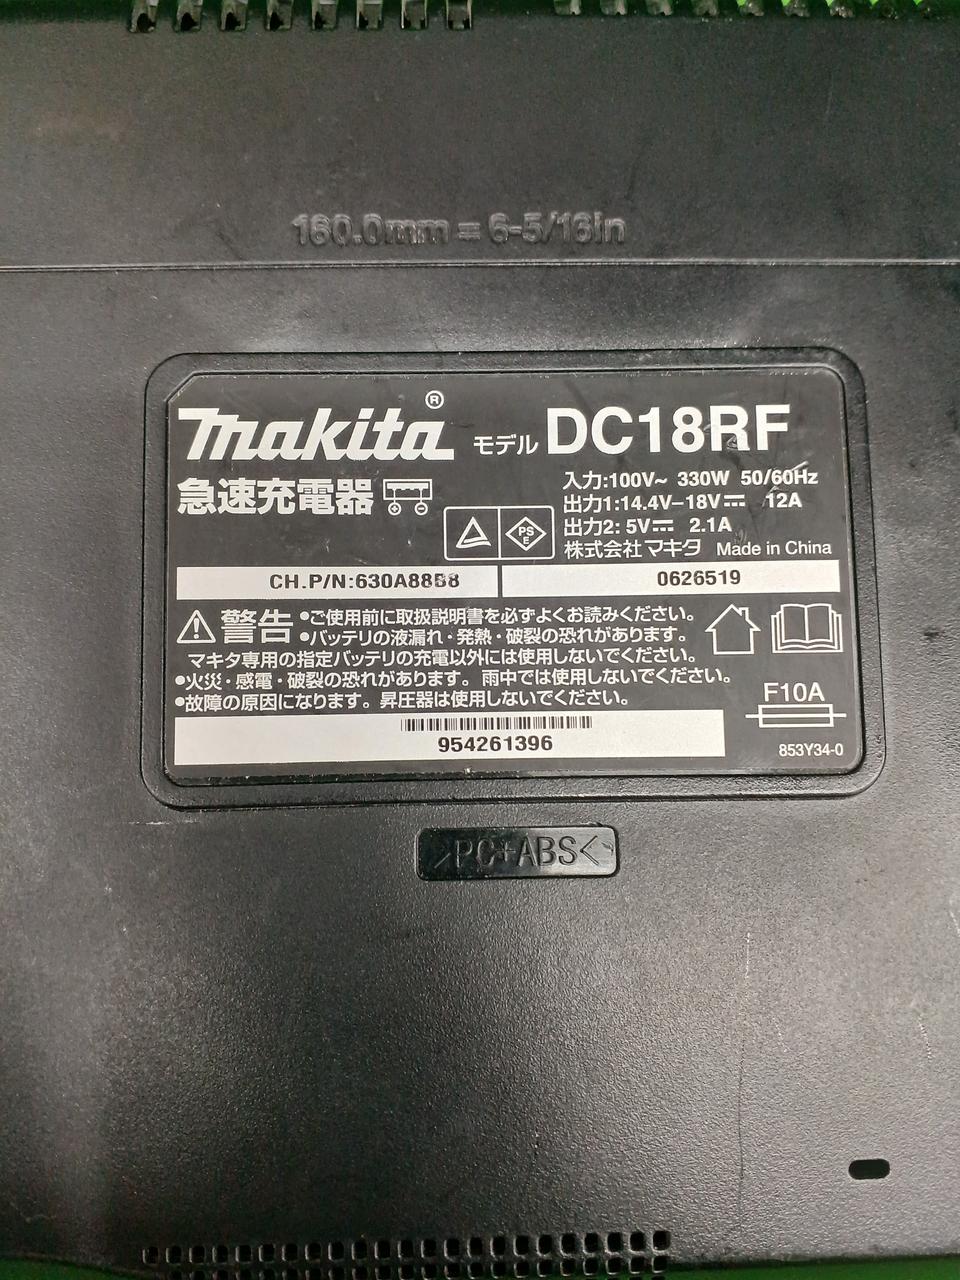 160.0mm = 6-5/16in
makita® モデル DC18RF
急速充電器
入力:100V~ 330W 50/60Hz
出力1:14.4V-18V⎓ 12A
出力2: 5V⎓ 2.1A
PS E
株式会社マキタ Made in China
CH.P/N:630A88B8 0626519
警告 •ご使用前に取扱説明書を必ずよくお読みください。
•バッテリの液漏れ・発熱・破裂の恐れがあります。
マキタ専用の指定バッテリの充電以外には使用しないでください。
•火災・感電・破裂の恐れがあります。雨中では使用しないでください。
•故障の原因になります。昇圧器は使用しないでください。
F10A
954261396
853Y34-0
>PC+ABS<